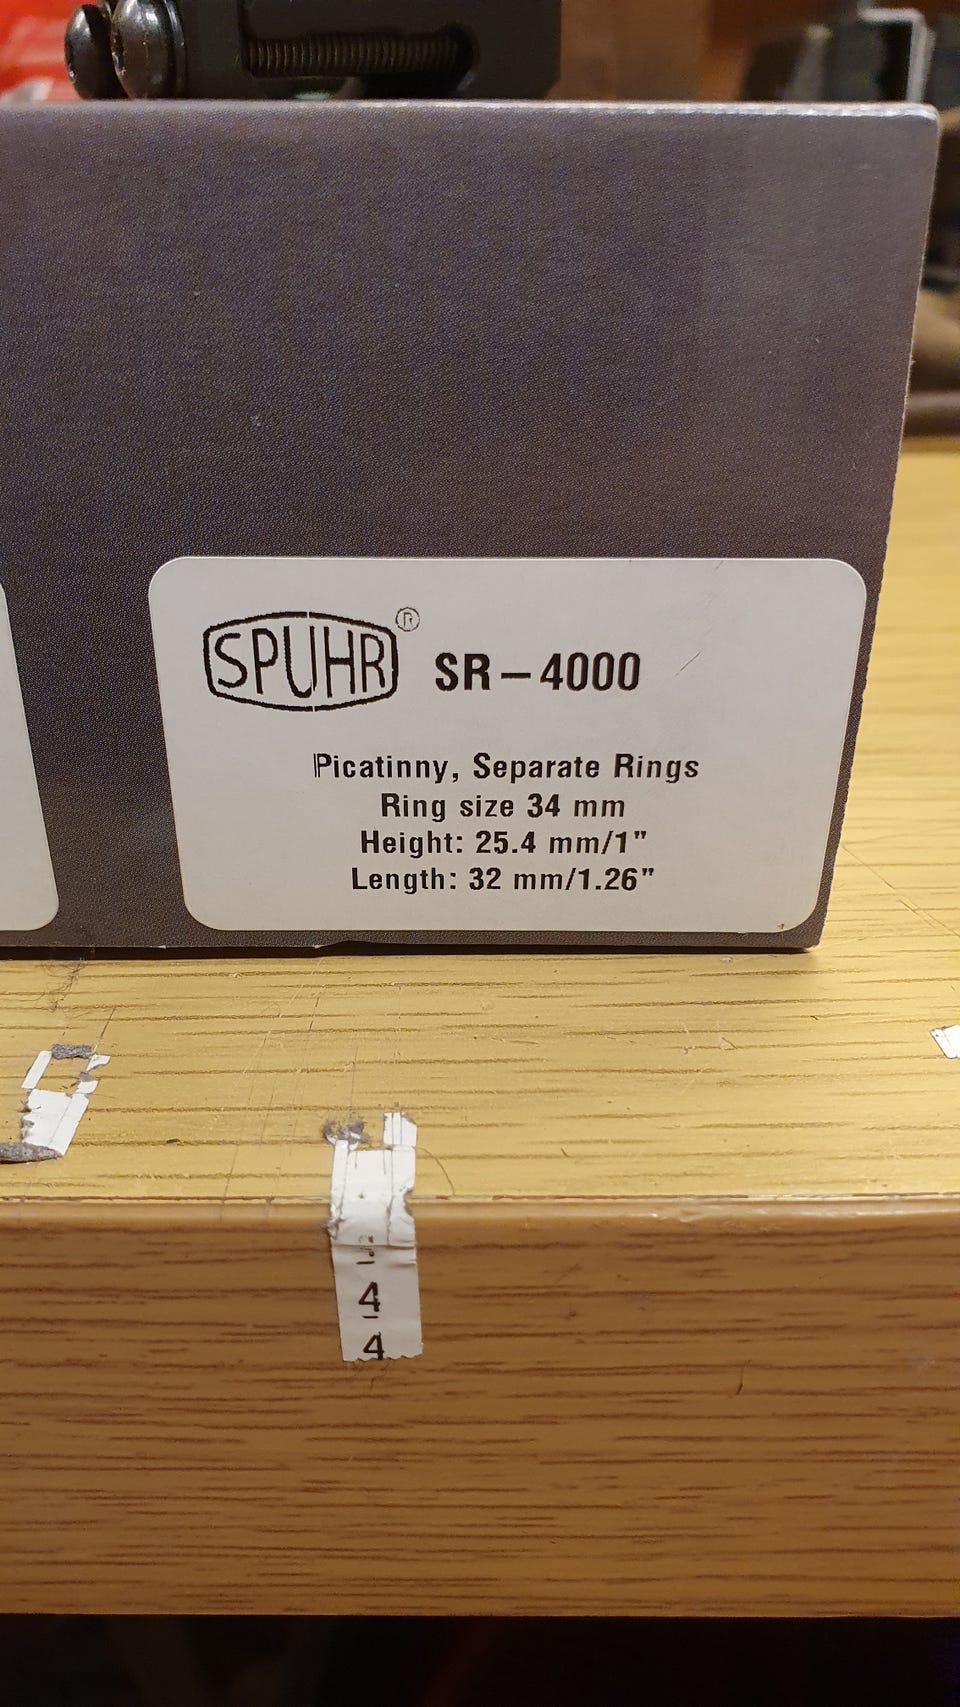 SPUHR® SR-4000
Picatinny, Separate Rings
Ring size 34 mm
Height: 25.4 mm/1"
Length: 32 mm/1.26"
4
4